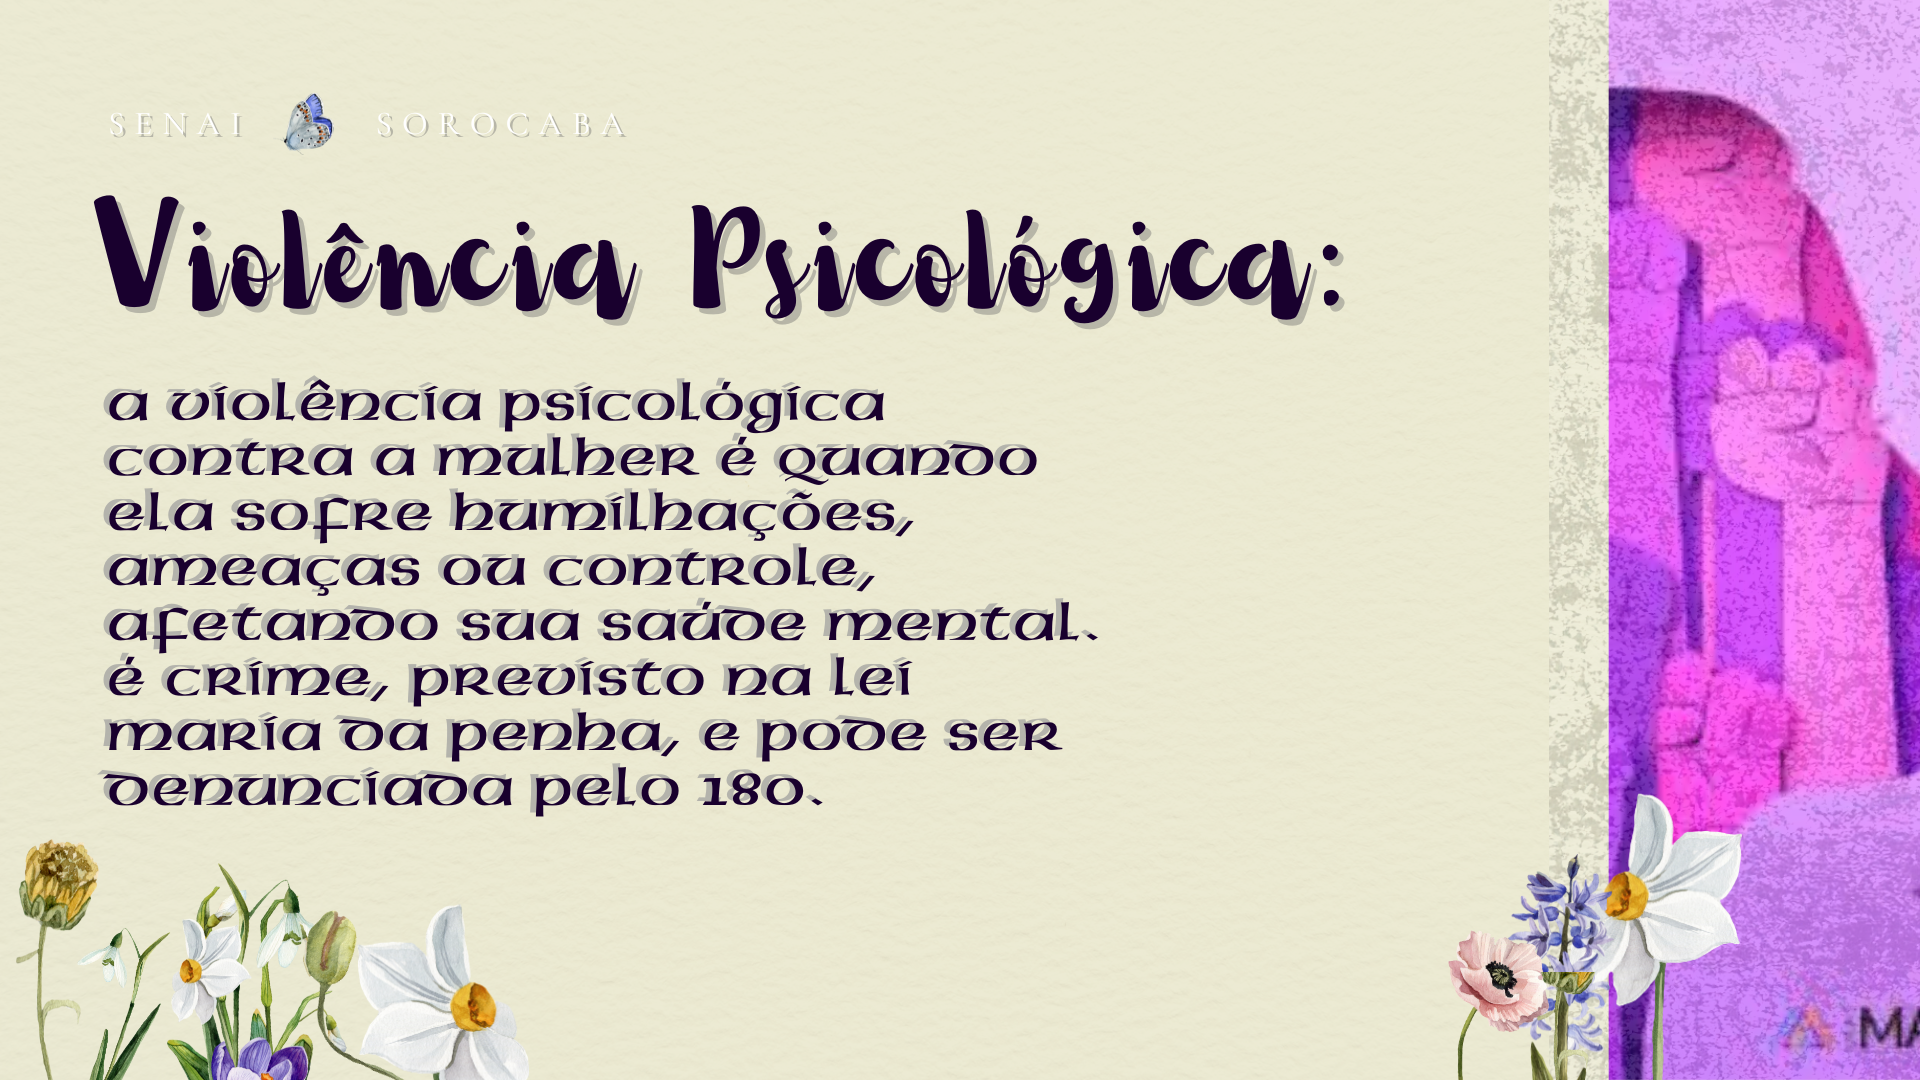 SENAI SOROCABA
Violência Psicológica:
a violência psicológica
contra a mulher é quando
ela sofre humilhações,
ameaças ou controle,
afetando sua saúde mental.
é crime, previsto na lei
maria da penha, e pode ser
denunciada pelo 180.
MA